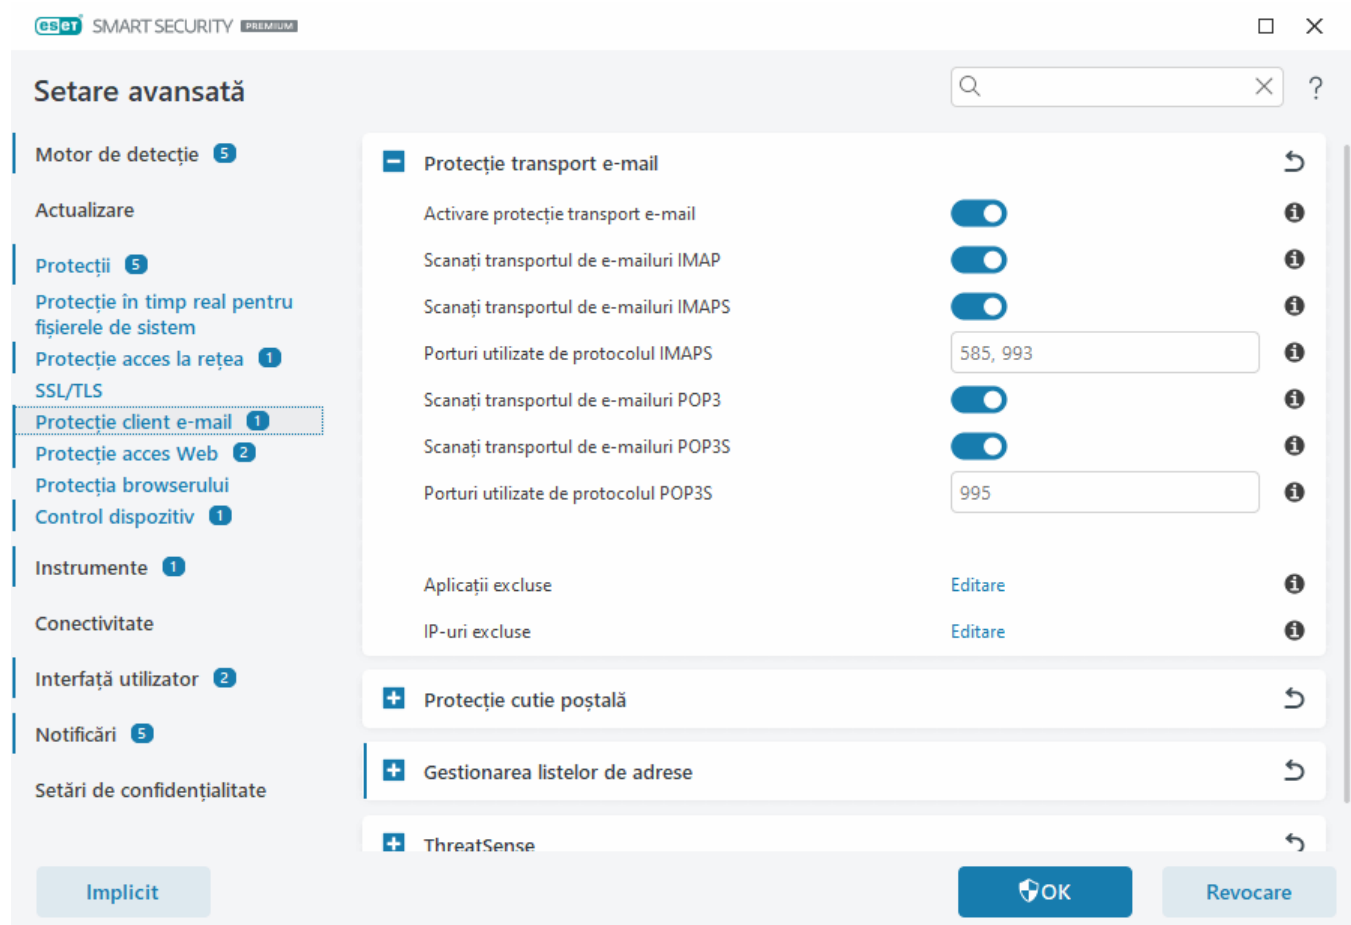 eset SMART SECURITY PREMIUM
Setare avansată
?
Motor de detecție 5
Actualizare
Protecții 5
Protecție în timp real pentru
fișierele de sistem
Protecție acces la rețea 1
SSL/TLS
Protecție client e-mail 1
Protecție acces Web 2
Protecția browserului
Control dispozitiv 1
Instrumente 1
Conectivitate
Interfață utilizator 2
Notificări 5
Setări de confidențialitate
Protecție transport e-mail
Activare protecție transport e-mail
Scanați transportul de e-mailuri IMAP
Scanați transportul de e-mailuri IMAPS
Porturi utilizate de protocolul IMAPS 585, 993
Scanați transportul de e-mailuri POP3
Scanați transportul de e-mailuri POP3S
Porturi utilizate de protocolul POP3S 995
Aplicații excluse Editare
IP-uri excluse Editare
Protecție cutie poștală
Gestionarea listelor de adrese
ThreatSense
Implicit
OK
Revocare